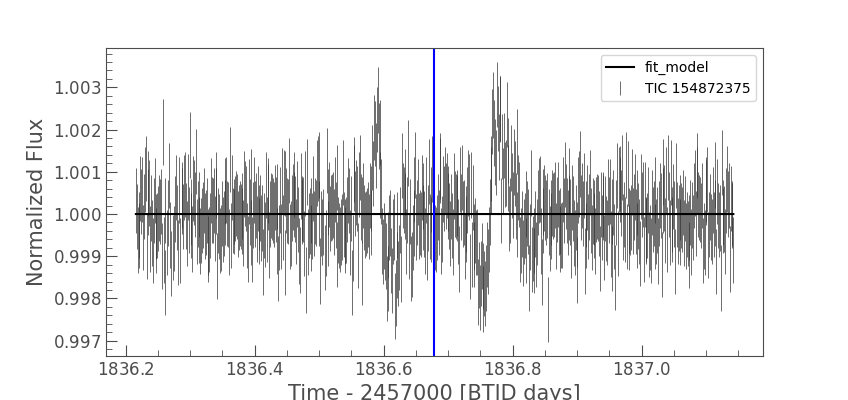 fit_model
TIC 154872375
Normalized Flux
1.003
1.002
1.001
1.000
0.999
0.998
0.997
1836.2 1836.4 1836.6 1836.8 1837.0
Time - 2457000 [BTJD days]